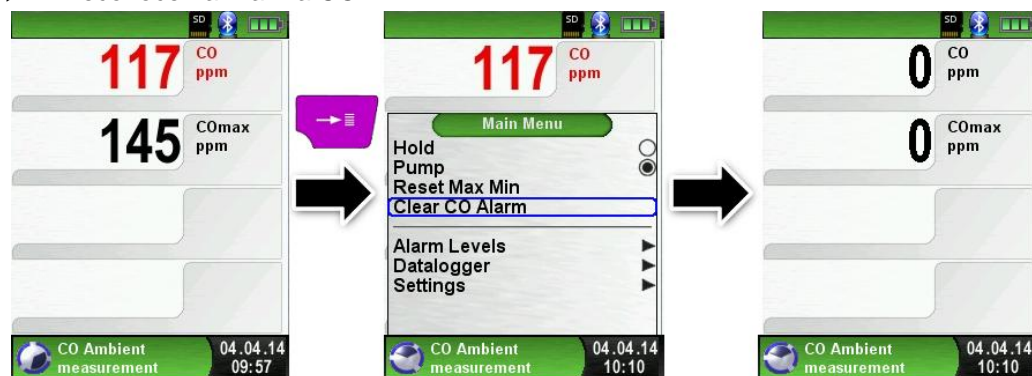 SD
117 CO
ppm
145 COmax
ppm
CO Ambient 04.04.14
measurement 09:57
SD
117 CO
ppm
Main Menu
Hold
Pump
Reset Max Min
Clear CO Alarm
Alarm Levels
Datalogger
Settings
CO Ambient 04.04.14
measurement 10:10
SD
0 CO
ppm
0 COmax
ppm
CO Ambient 04.04.14
measurement 10:10